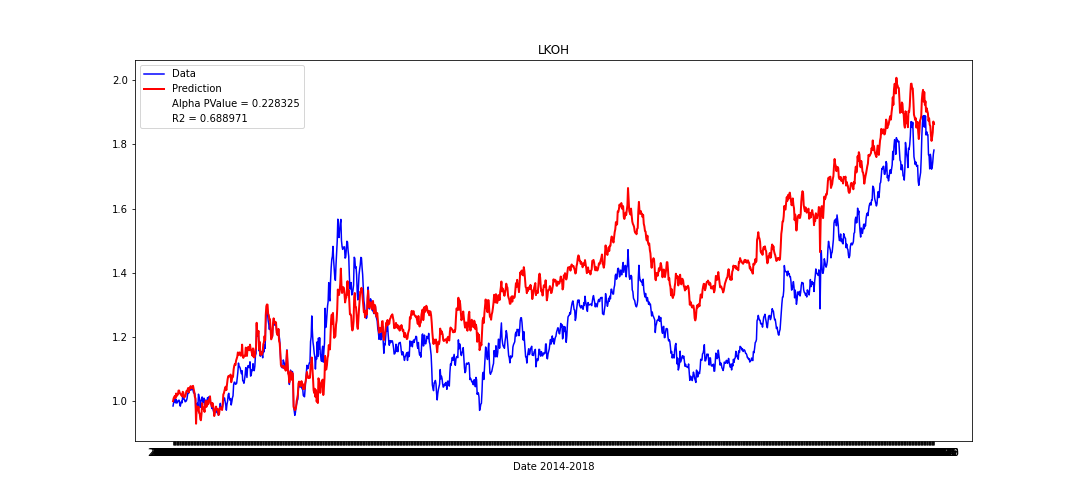 LKOH
Data
Prediction
Alpha PValue = 0.228325
R2 = 0.688971
2.0
1.8
1.6
1.4
1.2
1.0
Date 2014-2018